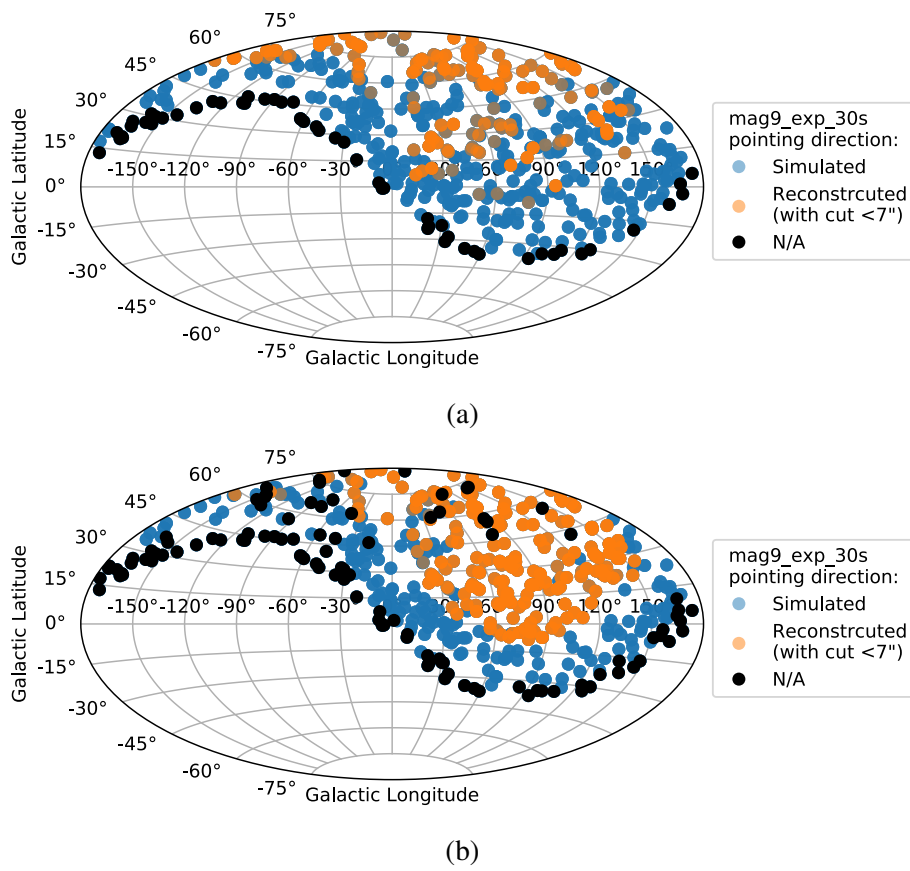 75°
60°
45°
30°
15°
0°
-15°
-30°
-45°
-60°
-75°
-150° -120° -90° -60° 90° 120°
Galactic Latitude
Galactic Longitude
mag9_exp_30s
pointing direction:
Simulated
Reconstrcuted
(with cut <7")
N/A
(a)
75°
60°
45°
30°
15°
0°
-15°
-30°
-45°
-60°
-75°
-150° -120° -90° -60° 60° 90° 120°
Galactic Latitude
Galactic Longitude
mag9_exp_30s
pointing direction:
Simulated
Reconstrcuted
(with cut <7")
N/A
(b)